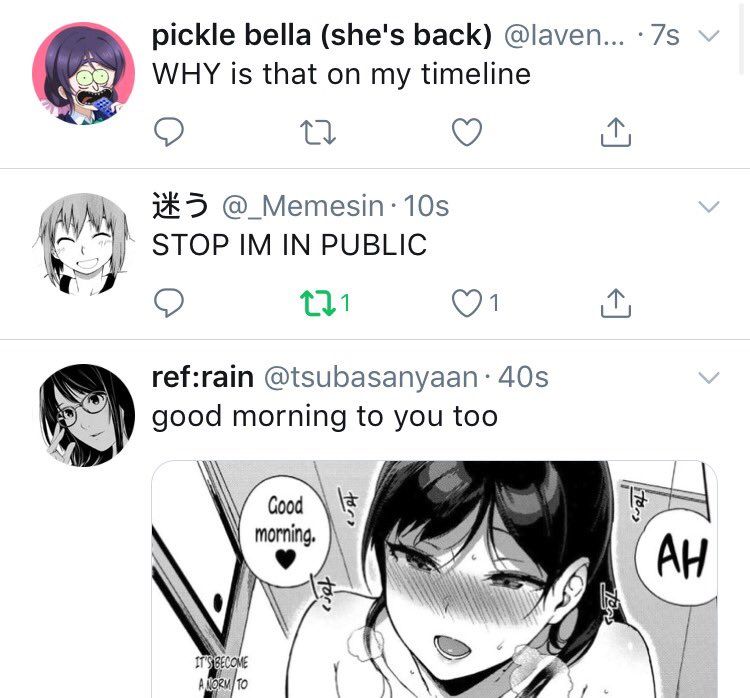 pickle bella (she's back) @laven... · 7s
WHY is that on my timeline
迷う @_Memesin · 10s
STOP IM IN PUBLIC
1 1
ref:rain @tsubasanyaan · 40s
good morning to you too
Good
morning.
♥
AH
IT'S BECOME
A NORM TO